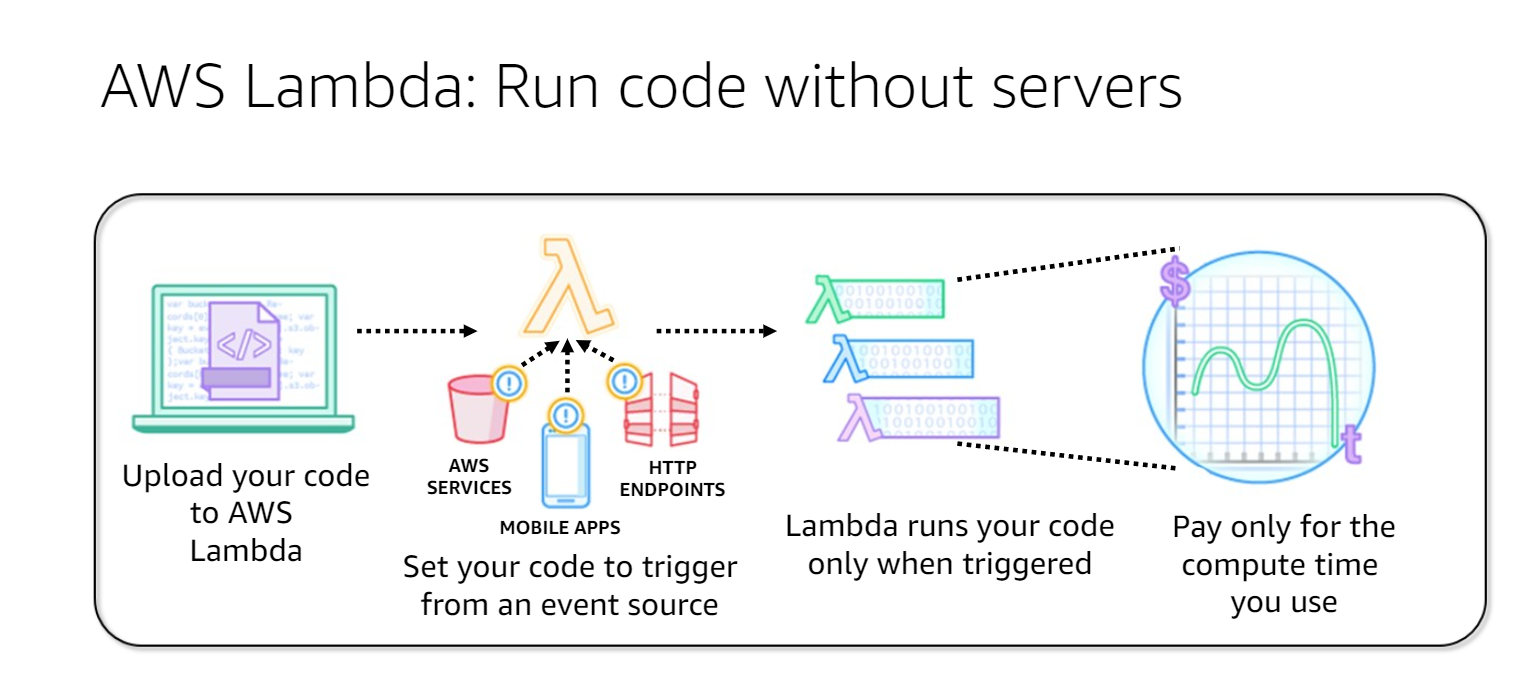 AWS Lambda: Run code without servers
Upload your code
to AWS
Lambda
AWS
SERVICES
MOBILE APPS
HTTP
ENDPOINTS
Set your code to trigger
from an event source
Lambda runs your code
only when triggered
$
t
Pay only for the
compute time
you use